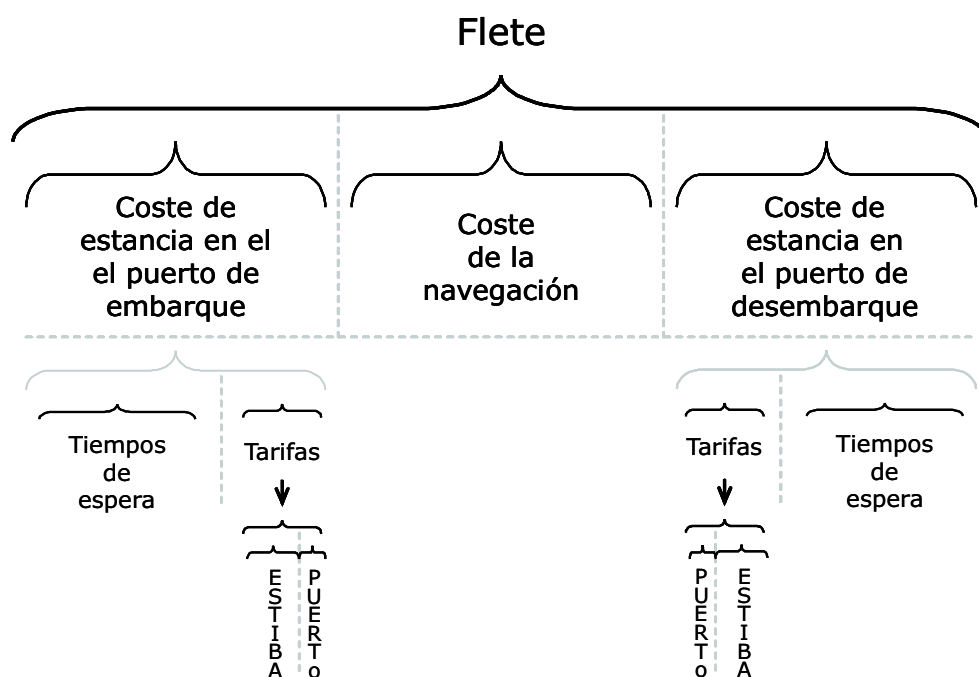 Flete
Coste de
estancia en el
el puerto de
embarque
Coste
de la
navegación
Coste de
estancia en
el puerto de
desembarque
Tiempos
de
espera
Tarifas
Tarifas
Tiempos
de
espera
ESTIBA
PUERTo
PUERTo
ESTIBA